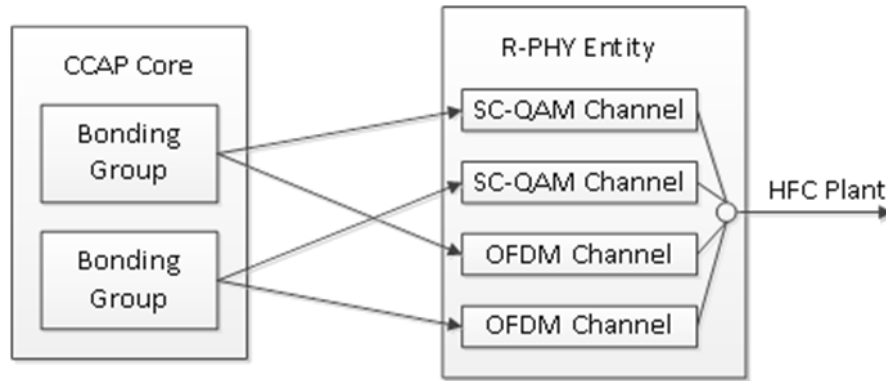 CCAP Core
Bonding
Group
Bonding
Group
R-PHY Entity
SC-QAM Channel
SC-QAM Channel
OFDM Channel
OFDM Channel
HFC Plant